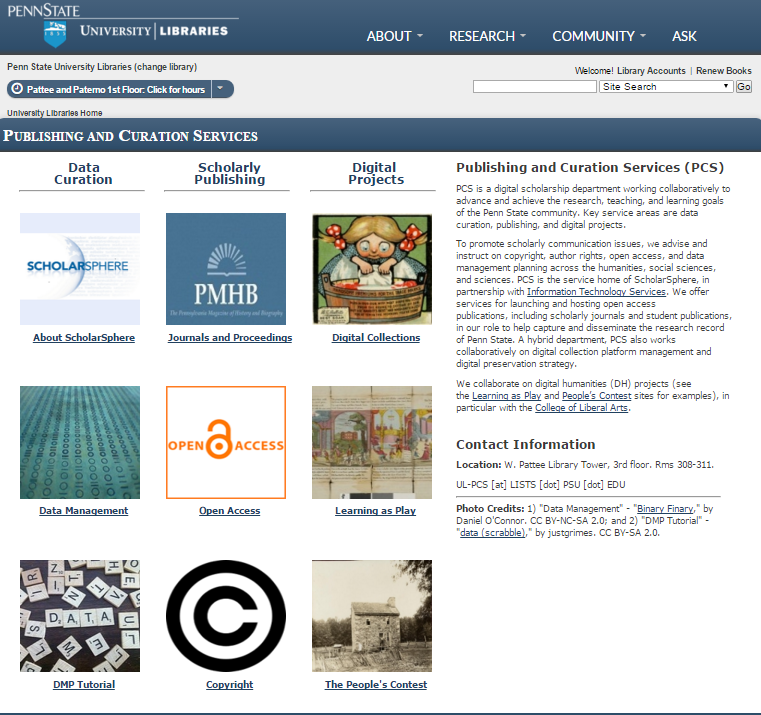 PENNSTATE
UNIVERSITY | LIBRARIES
1855
ABOUT
RESEARCH
COMMUNITY
ASK
Penn State University Libraries (change library)
Pattee and Paterno 1st Floor: Click for hours
Welcome! Library Accounts | Renew Books
Site Search
Go
University Libraries Home
PUBLISHING AND CURATION SERVICES
Data
Curation
SCHOLARSPHERE
About ScholarSphere
Data Management
DATA
DMP Tutorial
Scholarly
Publishing
PMHB
The Pennsylvania Magazine of History and Biography
Journals and Proceedings
OPEN ACCESS
Open Access
Copyright
Digital
Projects
Digital Collections
Learning as Play
The People's Contest
Publishing and Curation Services (PCS)
PCS is a digital scholarship department working collaboratively to
advance and achieve the research, teaching, and learning goals
of the Penn State community. Key service areas are data
curation, publishing, and digital projects.
To promote scholarly communication issues, we advise and
instruct on copyright, author rights, open access, and data
management planning across the humanities, social sciences,
and sciences. PCS is the service home of ScholarSphere, in
partnership with Information Technology Services. We offer
services for launching and hosting open access
publications, including scholarly journals and student publications,
in our role to help capture and disseminate the research record
of Penn State. A hybrid department, PCS also works
collaboratively on digital collection platform management and
digital preservation strategy.
We collaborate on digital humanities (DH) projects (see
the Learning as Play and People's Contest sites for examples), in
particular with the College of Liberal Arts.
Contact Information
Location: W. Pattee Library Tower, 3rd floor. Rms 308-311.
UL-PCS [at] LISTS [dot] PSU [dot] EDU
Photo Credits: 1) "Data Management" - "Binary Finary," by
Daniel O'Connor. CC BY-NC-SA 2.0; and 2) "DMP Tutorial" -
"data (scrabble)," by justgrimes. CC BY-SA 2.0.